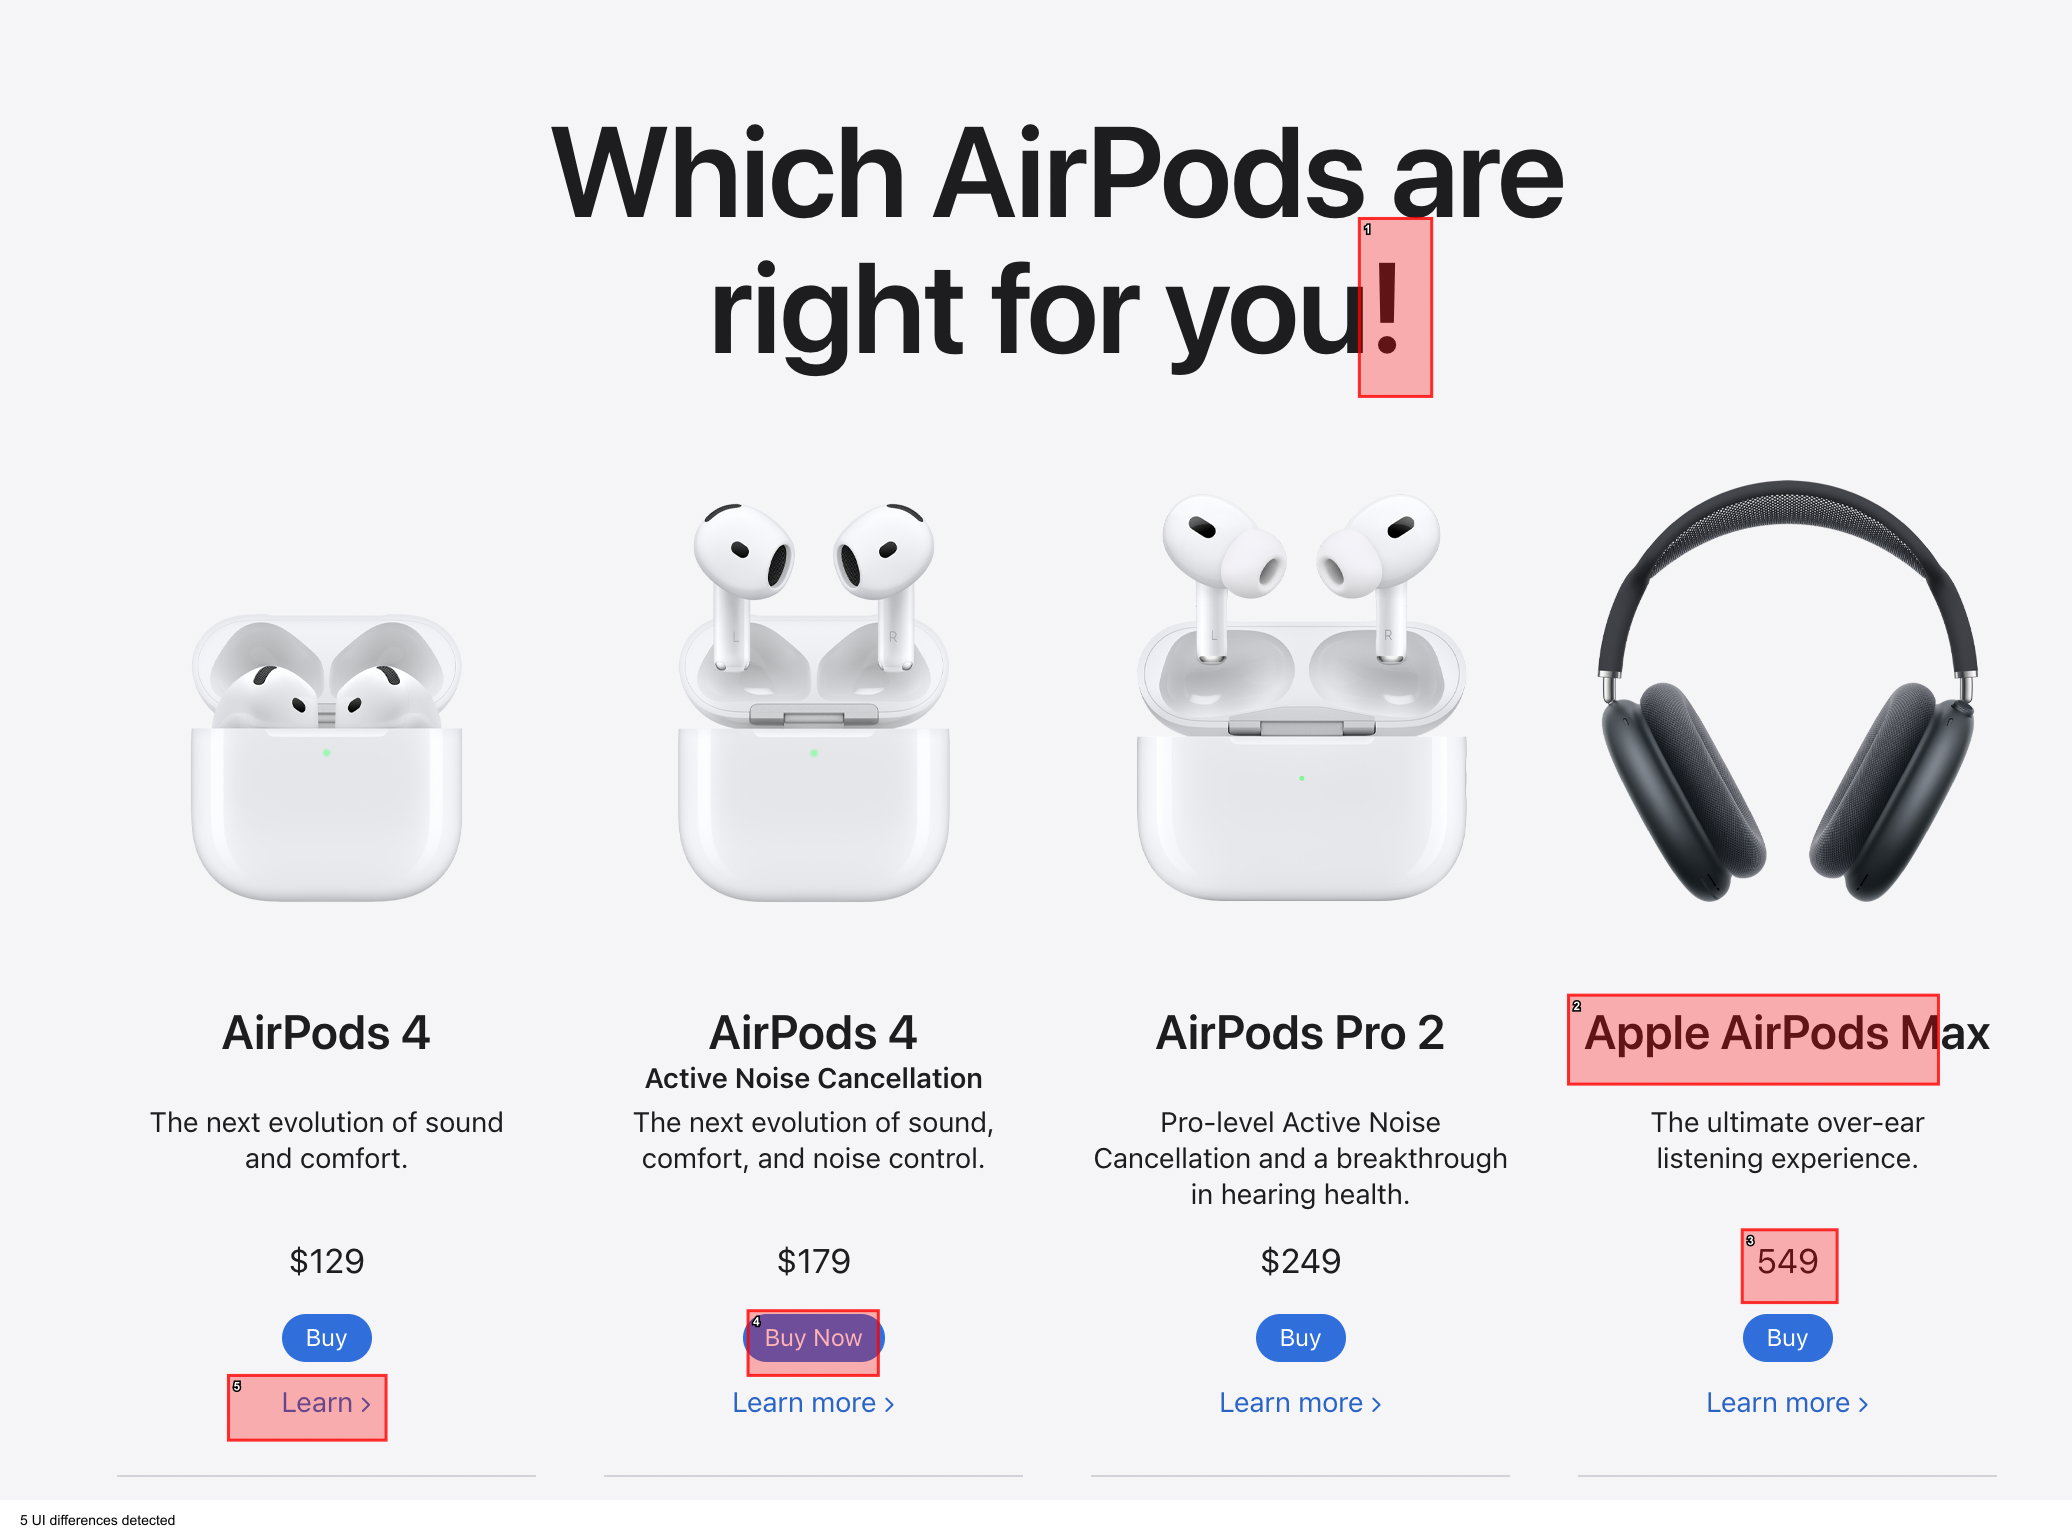 Which AirPods are
right for you!
1
L
R
L
R
AirPods 4
The next evolution of sound
and comfort.
$129
Buy
5
Learn >
AirPods 4
Active Noise Cancellation
The next evolution of sound,
comfort, and noise control.
$179
4
Buy Now
Learn more >
AirPods Pro 2
Pro-level Active Noise
Cancellation and a breakthrough
in hearing health.
$249
Buy
Learn more >
2
Apple AirPods Max
The ultimate over-ear
listening experience.
3
549
Buy
Learn more >
5 UI differences detected